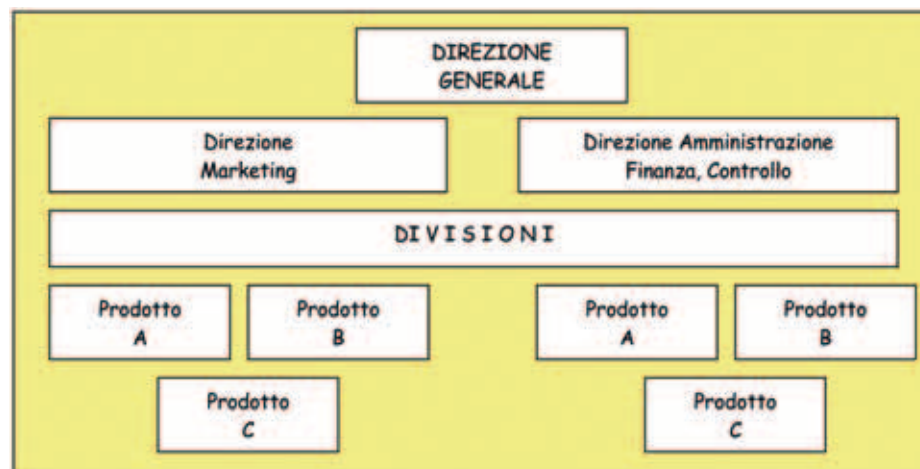 DIREZIONE
GENERALE
Direzione
Marketing
Direzione Amministrazione
Finanza, Controllo
DIVISIONI
Prodotto
A
Prodotto
B
Prodotto
A
Prodotto
B
Prodotto
C
Prodotto
C